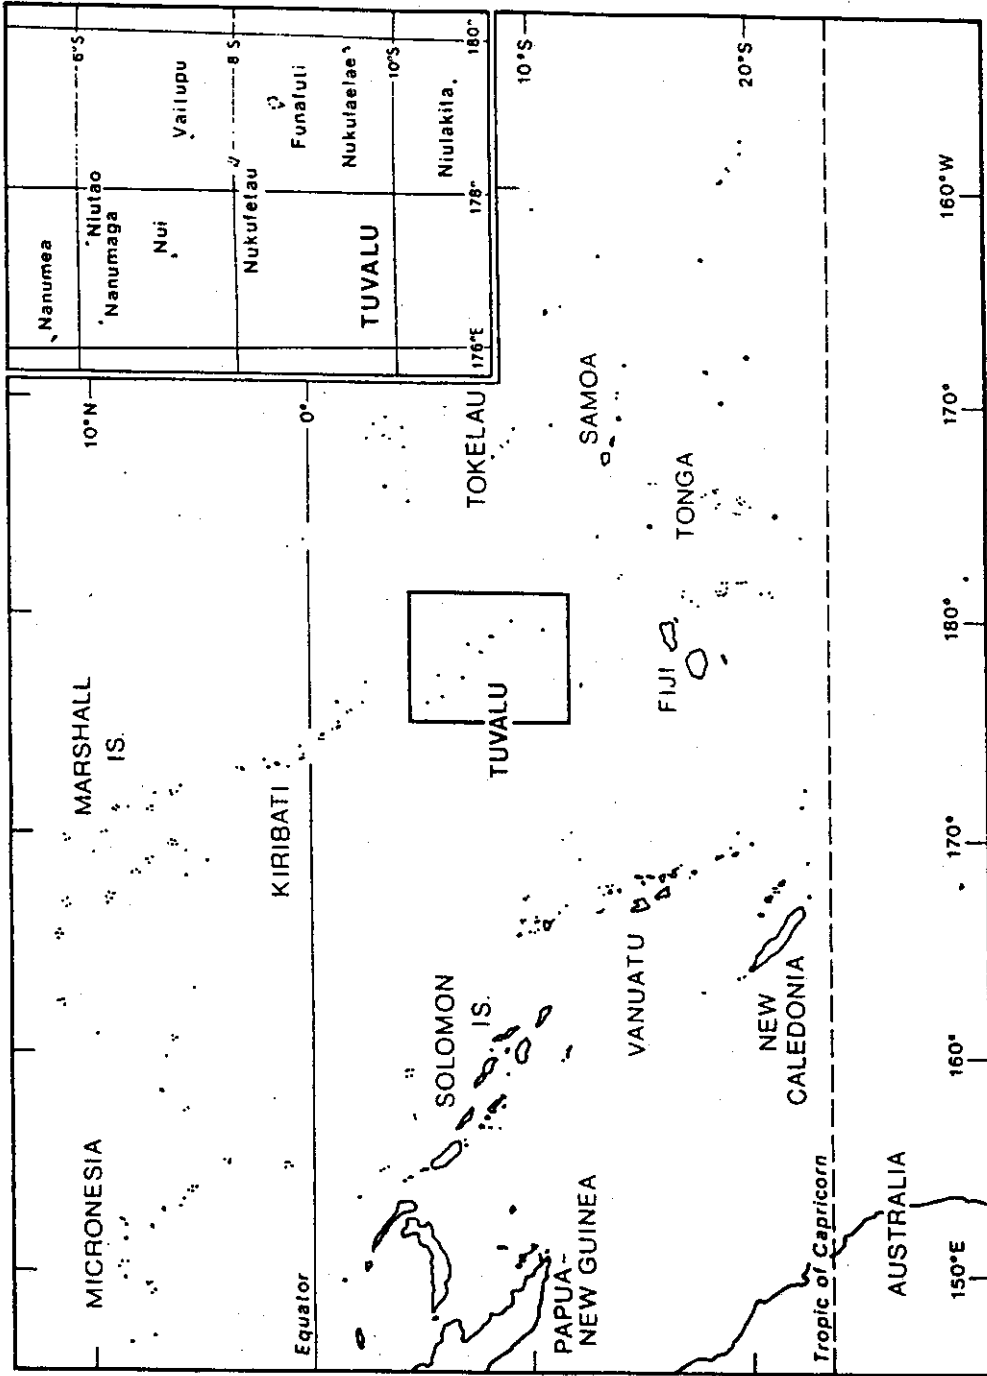 MICRONESIA
MARSHALL
IS.
10°N
KIRIBATI
Equator
0°
SOLOMON
IS.
TUVALU
TOKELAU
PAPUA-
NEW GUINEA
VANUATU
FIJI
SAMOA
TONGA
NEW
CALEDONIA
Tropic of Capricorn
AUSTRALIA
10°S
20°S
150°E
160°
170°
180°
170°
160°W
Nanumea
Niutao
Nanumaga
Nui
Vaitupu
Nukufetau
Funafuti
Nukulaelae
Niulakita
TUVALU
6°S
8°S
10°S
176°E
178°
180°